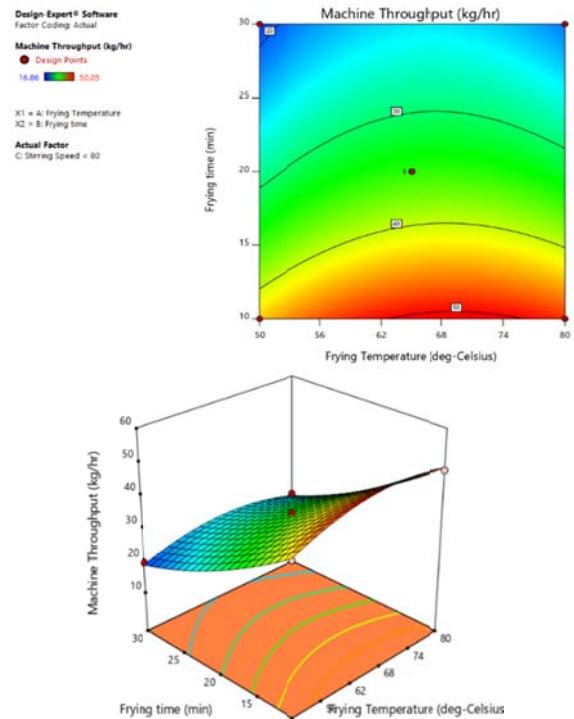 Design-Expert® Software
Factor Coding: Actual
Machine Throughput (kg/hr)
Design Points
16.86 50.05
X1 = A: Frying Temperature
X2 = B: Frying time
Actual Factor
C: Stirring Speed = 80
Machine Throughput (kg/hr)
30
25
20
15
10
Frying time (min)
20
30
40
50
5
50 56 62 68 74 80
Frying Temperature (deg-Celsius)
60
50
40
30
20
10
Machine Throughput (kg/hr)
30
25
20
15
Frying time (min)
80
74
68
62
Frying Temperature (deg-Celsius